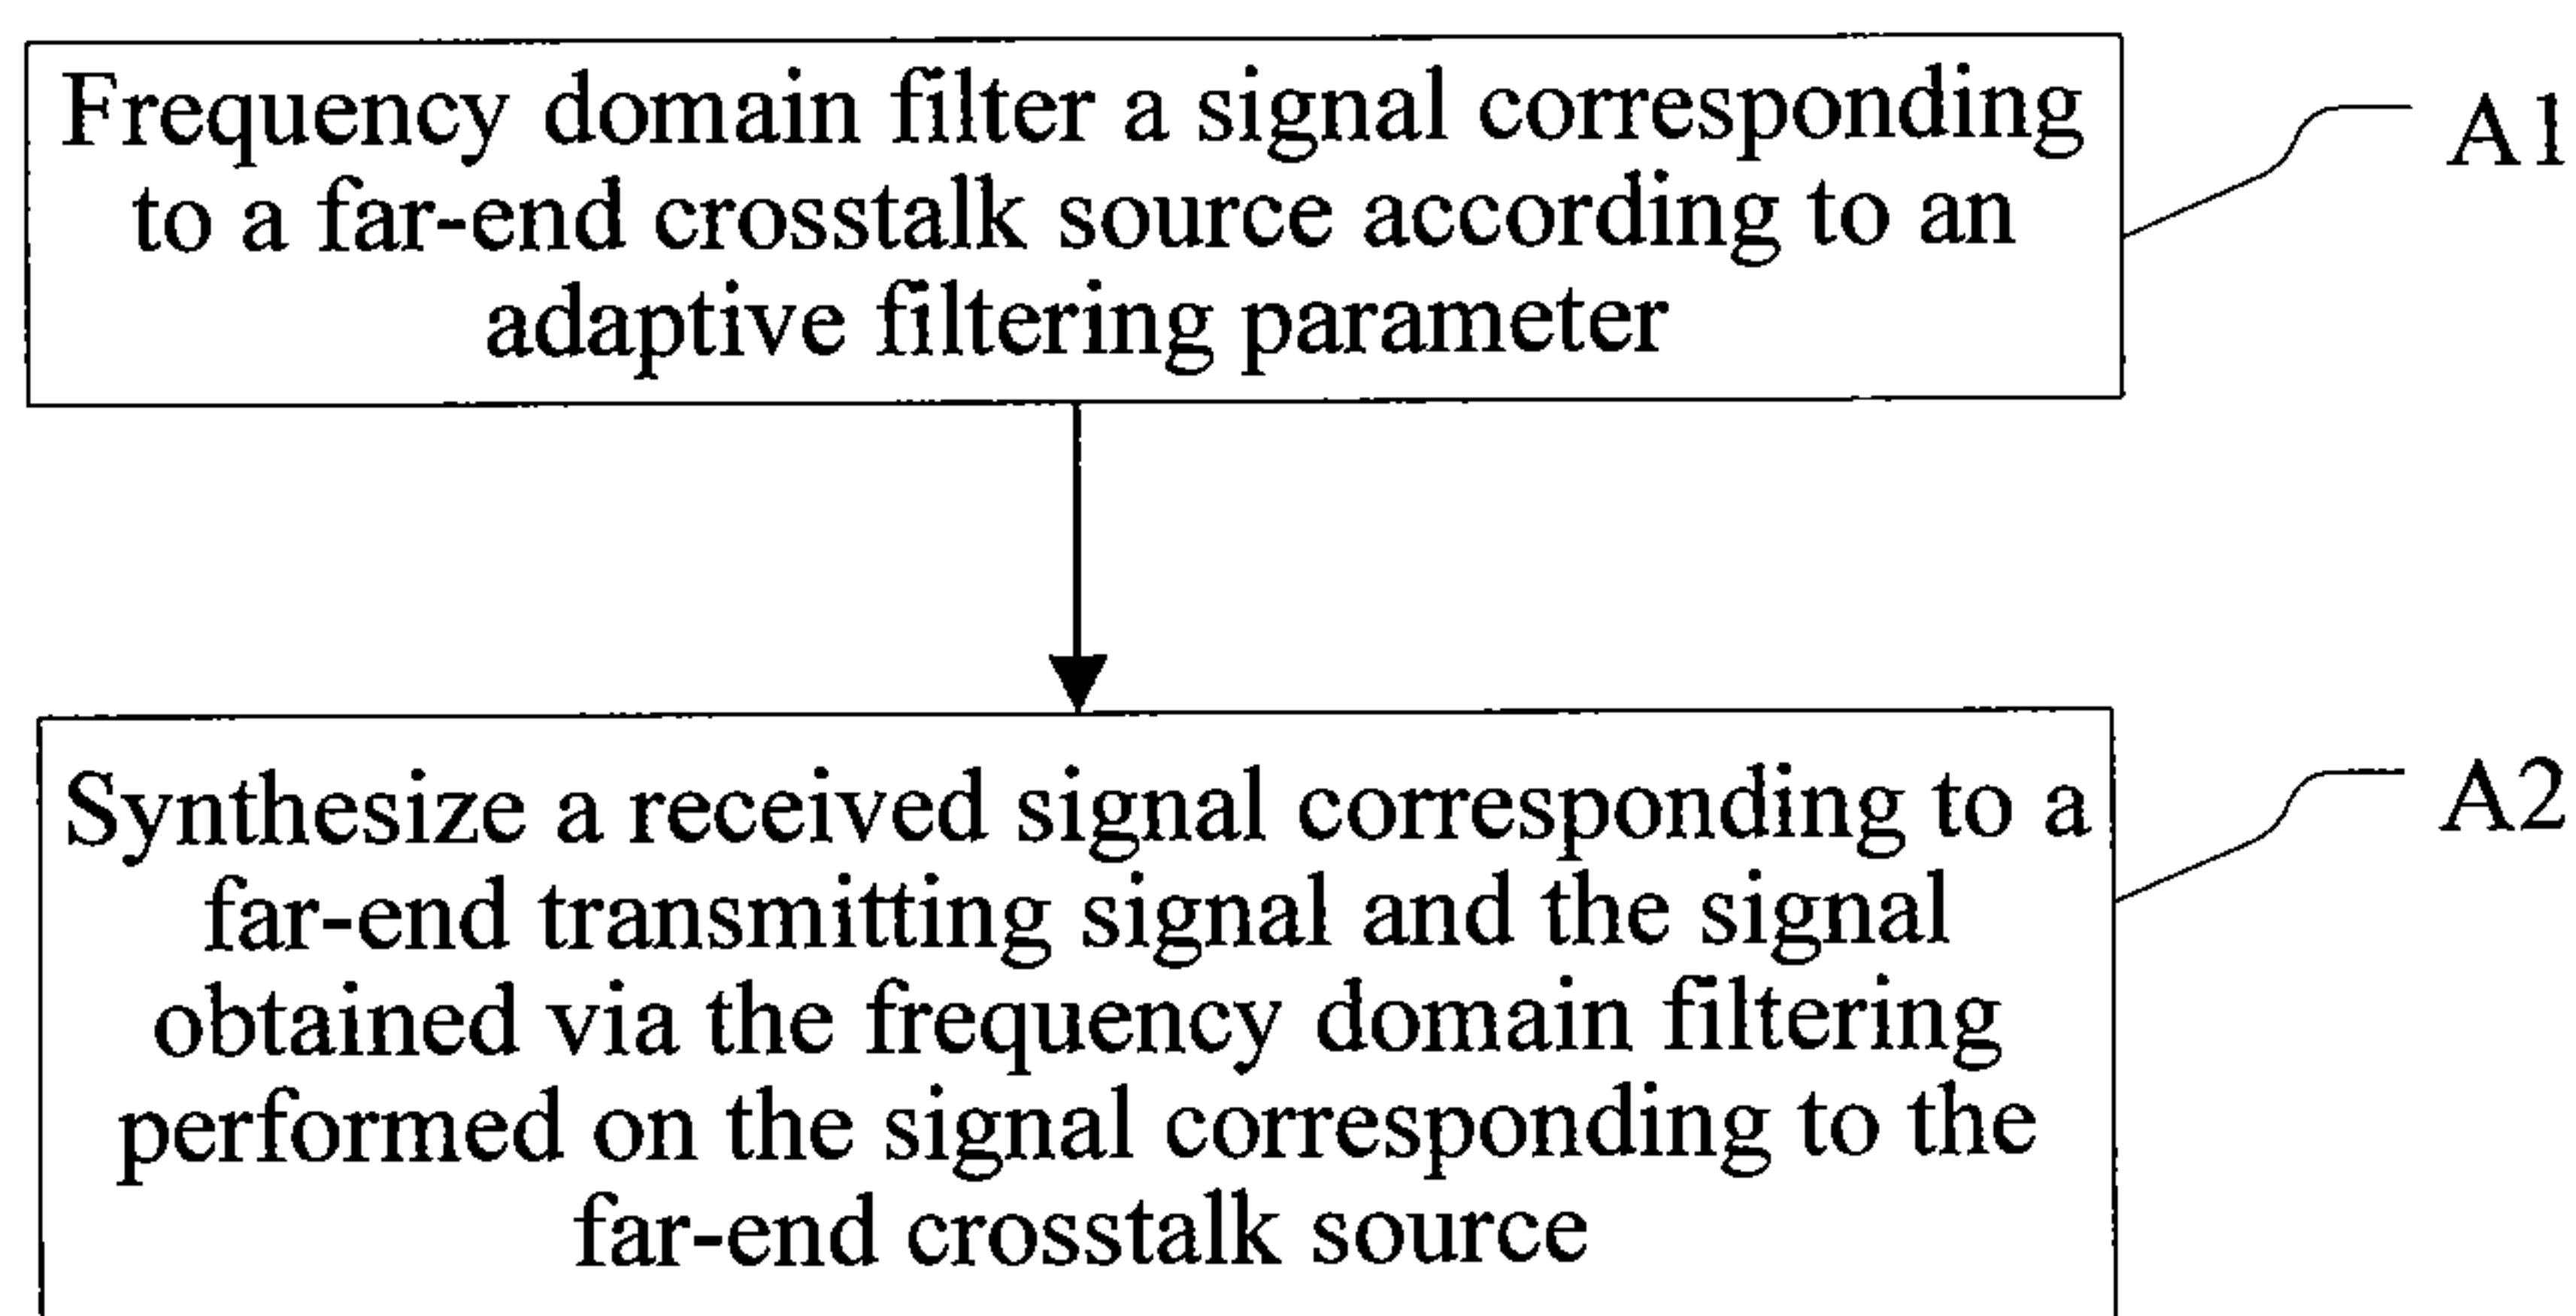 Frequency domain filter a signal corresponding
to a far-end crosstalk source according to an
adaptive filtering parameter
A1
Synthesize a received signal corresponding to a
far-end transmitting signal and the signal
obtained via the frequency domain filtering
performed on the signal corresponding to the
far-end crosstalk source
A2